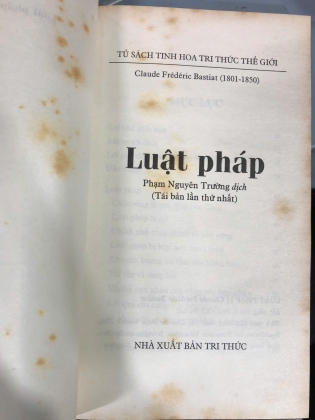 TỦ SÁCH TINH HOA TRI THỨC THẾ GIỚI
Claude Frédéric Bastiat (1801-1850)
Luật pháp
Phạm Nguyên Trường dịch
(Tái bản lần thứ nhất)
NHÀ XUẤT BẢN TRI THỨC